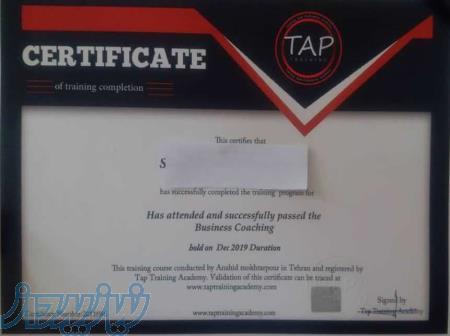 CERTIFICATE
of training completion
TAP
TRAINING
This certifies that
S
has successfully completed the training program for
Has attended and successfully passed the
Business Coaching
hold on Dec 2019 Duration
This training course conducted by Anahid mokhtarpour in Tehran and registered by
Tap Training Academy. Validation of this certificate can be traced at
www.taptrainingacademy.com
Signed by
Tap Training Academy
www.taptrainingacademy.com